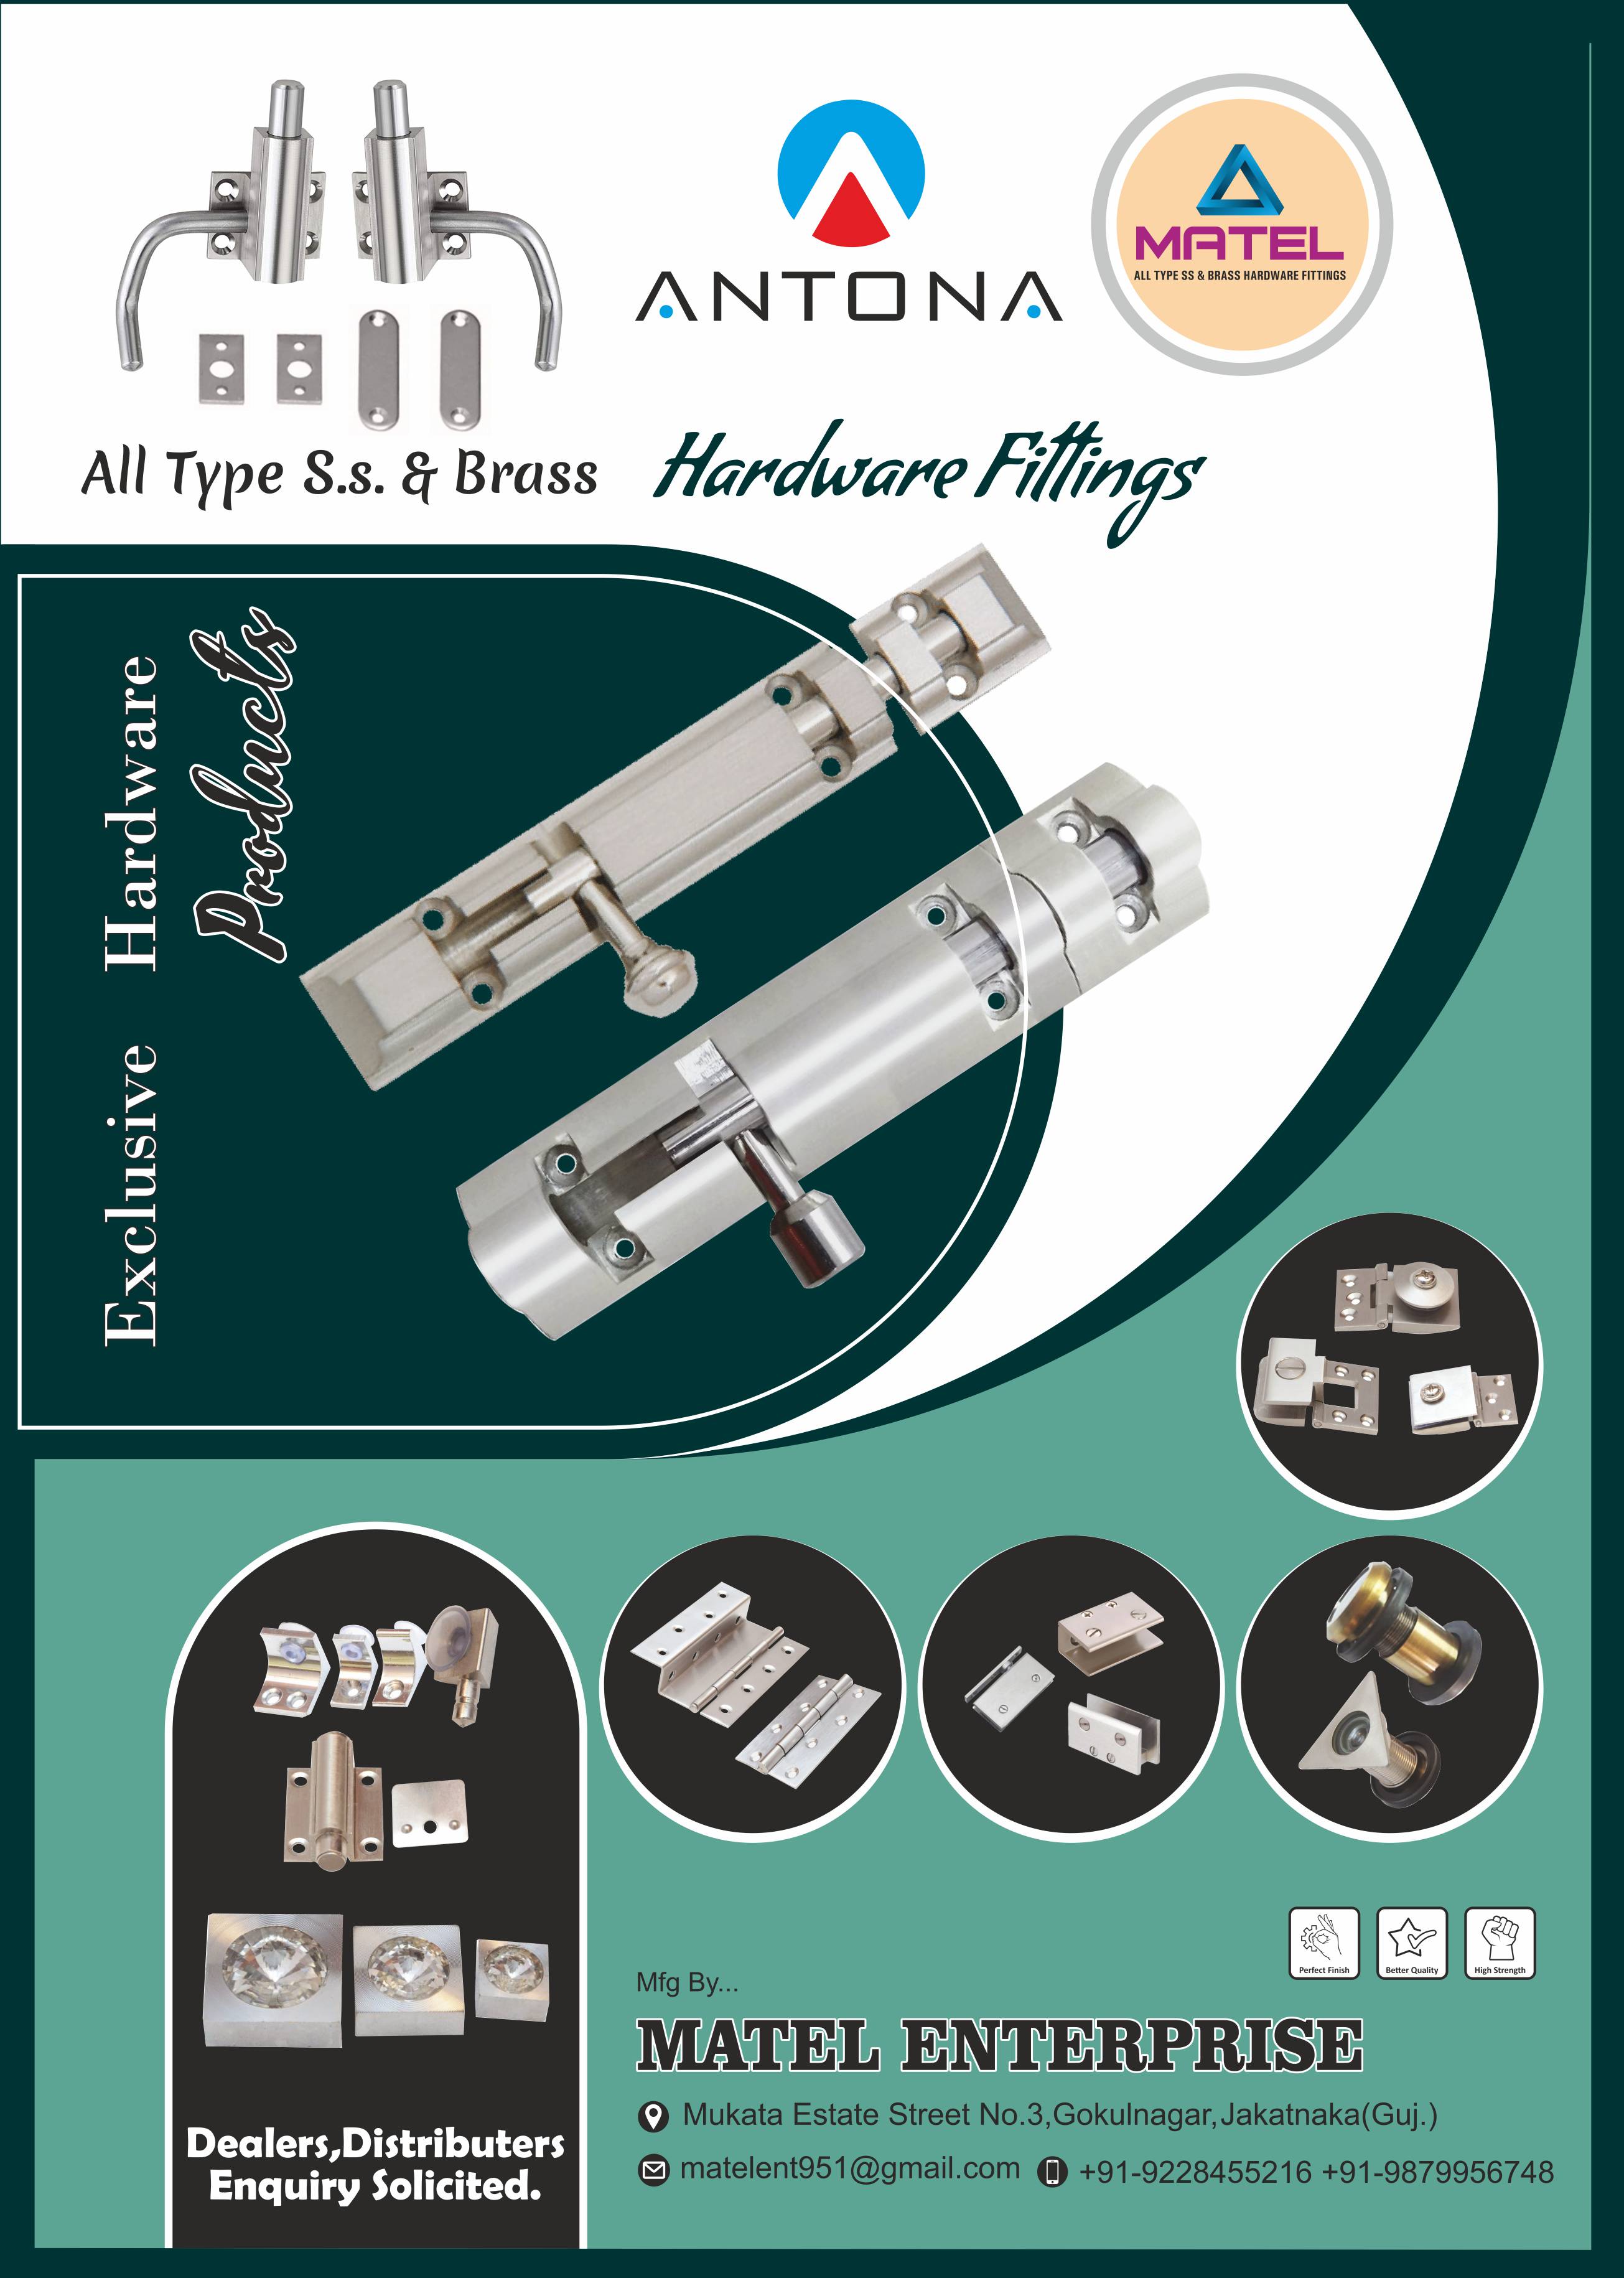 ANTONA
MATEL
ALL TYPE SS & BRASS HARDWARE FITTINGS
All Type S.s. & Brass
Hardware Fittings
Exclusive Hardware
Products
Perfect Finish
Better Quality
High Strength
Mfg By...
MATEL ENTERPRISE
Mukata Estate Street No.3,Gokulnagar,Jakatnaka(Guj.)
matelent951@gmail.com +91-9228455216 +91-9879956748
Dealers,Distributers
Enquiry Solicited.